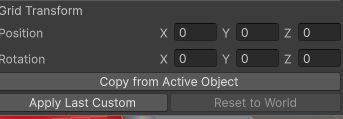 Grid Transform
Position X 0 Y 0 Z 0
Rotation X 0 Y 0 Z 0
Copy from Active Object
Apply Last Custom Reset to World